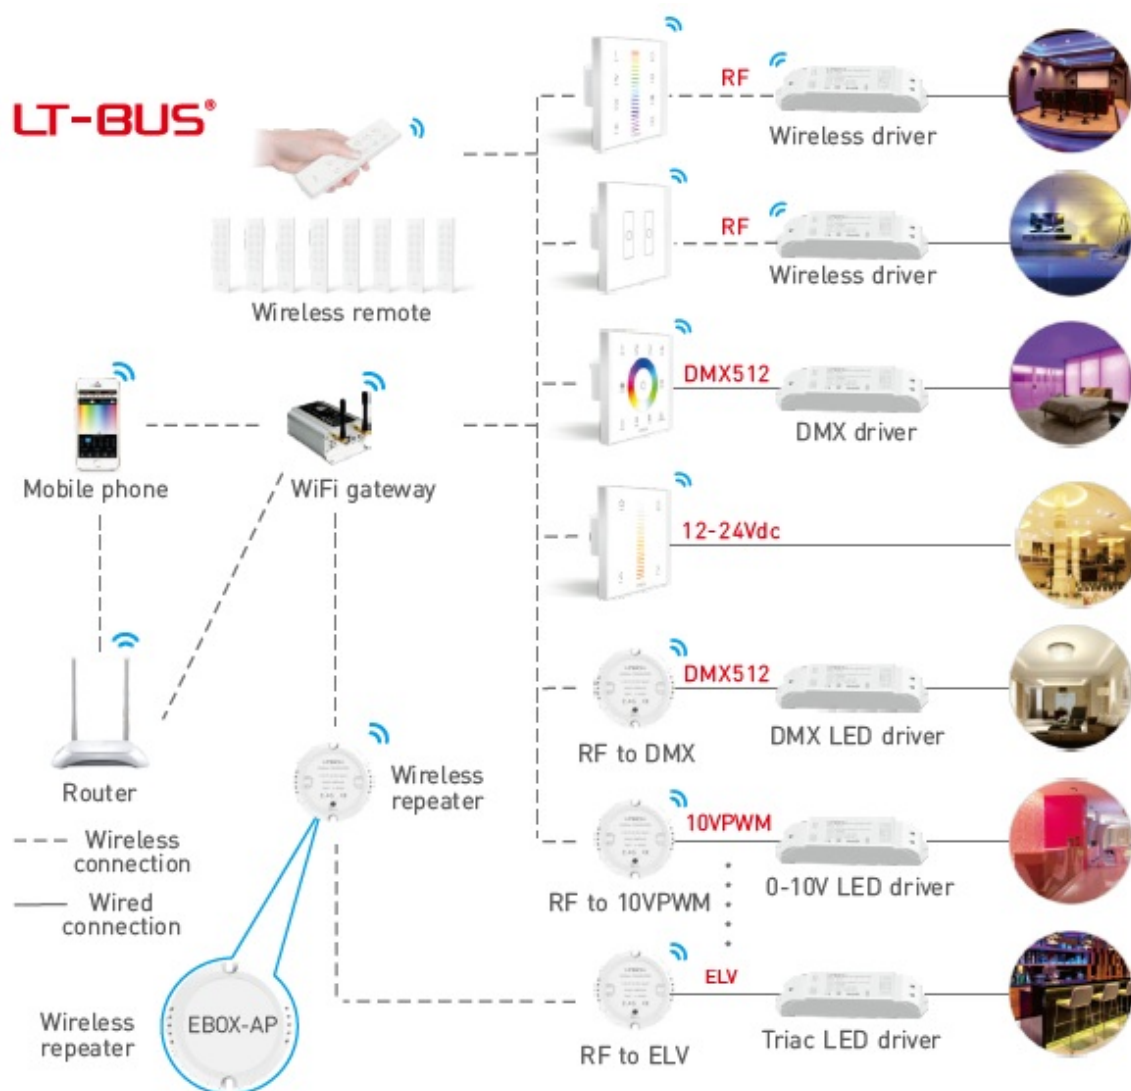 LT-BUS®
RF
Wireless driver
RF
Wireless driver
Wireless remote
DMX512
DMX driver
Mobile phone
WiFi gateway
12-24Vdc
DMX512
RF to DMX
DMX LED driver
Router
Wireless
repeater
Wireless
connection
Wired
connection
10VPWM
RF to 10VPWM
0-10V LED driver
Wireless
repeater
EBOX-AP
ELV
RF to ELV
Triac LED driver